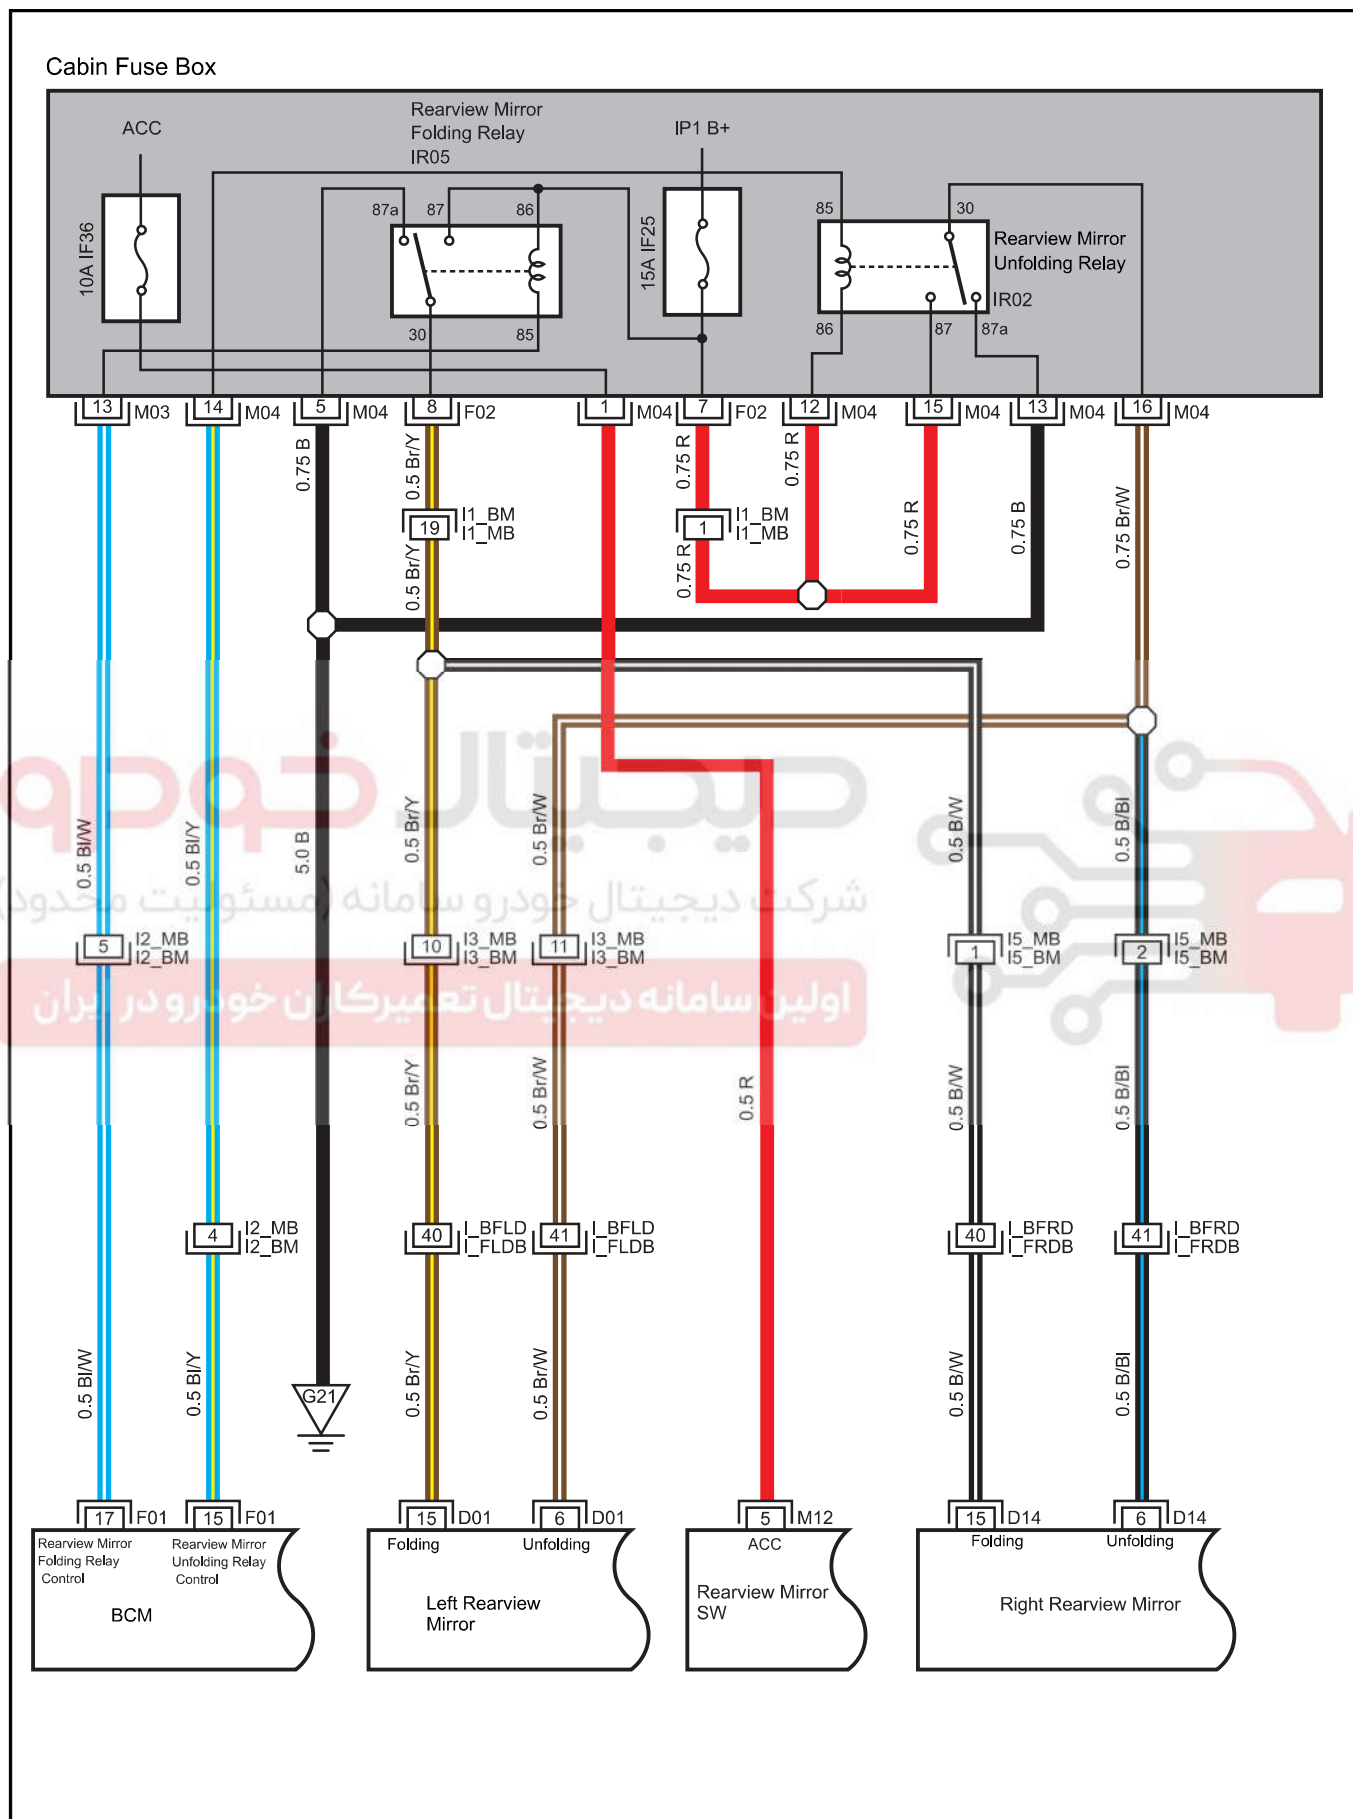 Cabin Fuse Box
ACC
Rearview Mirror
Folding Relay
IR05
IP1 B+
10A IF36
87a
87
86
30
85
15A IF25
85
30
86
87
87a
Rearview Mirror
Unfolding Relay
IR02
13 M03
14 M04
5 M04
8 F02
1 M04
7 F02
12 M04
15 M04
13 M04
16 M04
0.75 B
0.5 Br/Y
0.75 R
0.75 R
0.75 R
0.75 B
0.75 Br/W
19
I1_BM
I1_MB
1
I1_BM
I1_MB
0.5 Br/Y
0.75 R
دیجیتال خودرو
شرکت دیجیتال خودرو سامانه (مسئولیت محدود)
اولین سامانه دیجیتال تعمیرکاران خودرو در ایران
0.5 Bl/W
0.5 Bl/Y
5.0 B
0.5 Br/Y
0.5 Br/W
0.5 B/W
0.5 B/Bl
5
I2_MB
I2_BM
10
I3_MB
I3_BM
11
I3_MB
I3_BM
1
I5_MB
I5_BM
2
I5_MB
I5_BM
0.5 Br/Y
0.5 Br/W
0.5 R
0.5 B/W
0.5 B/Bl
4
I2_MB
I2_BM
40
I_BFLD
I_FLDB
41
I_BFLD
I_FLDB
40
I_BFRD
I_FRDB
41
I_BFRD
I_FRDB
0.5 Bl/W
0.5 Bl/Y
G21
0.5 Br/Y
0.5 Br/W
0.5 B/W
0.5 B/Bl
17 F01
15 F01
15 D01
6 D01
5 M12
15 D14
6 D14
Rearview Mirror
Folding Relay
Control
Rearview Mirror
Unfolding Relay
Control
BCM
Folding
Unfolding
Left Rearview
Mirror
ACC
Rearview Mirror
SW
Folding
Unfolding
Right Rearview Mirror